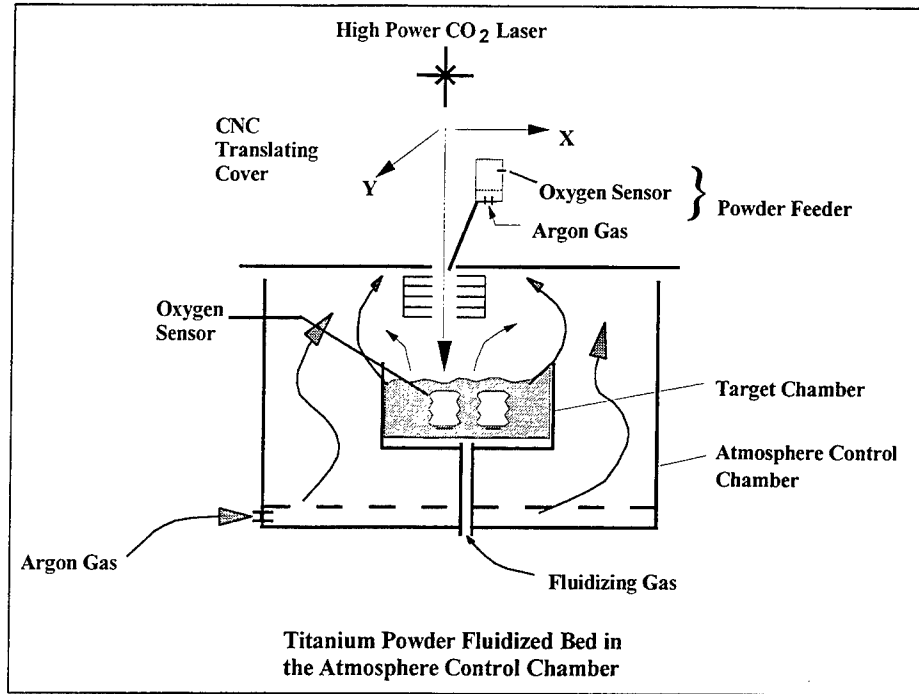 High Power CO2 Laser
CNC
Translating
Cover
X
Y
Oxygen Sensor
Argon Gas
Powder Feeder
Oxygen
Sensor
Target Chamber
Atmosphere Control
Chamber
Argon Gas
Fluidizing Gas
Titanium Powder Fluidized Bed in
the Atmosphere Control Chamber